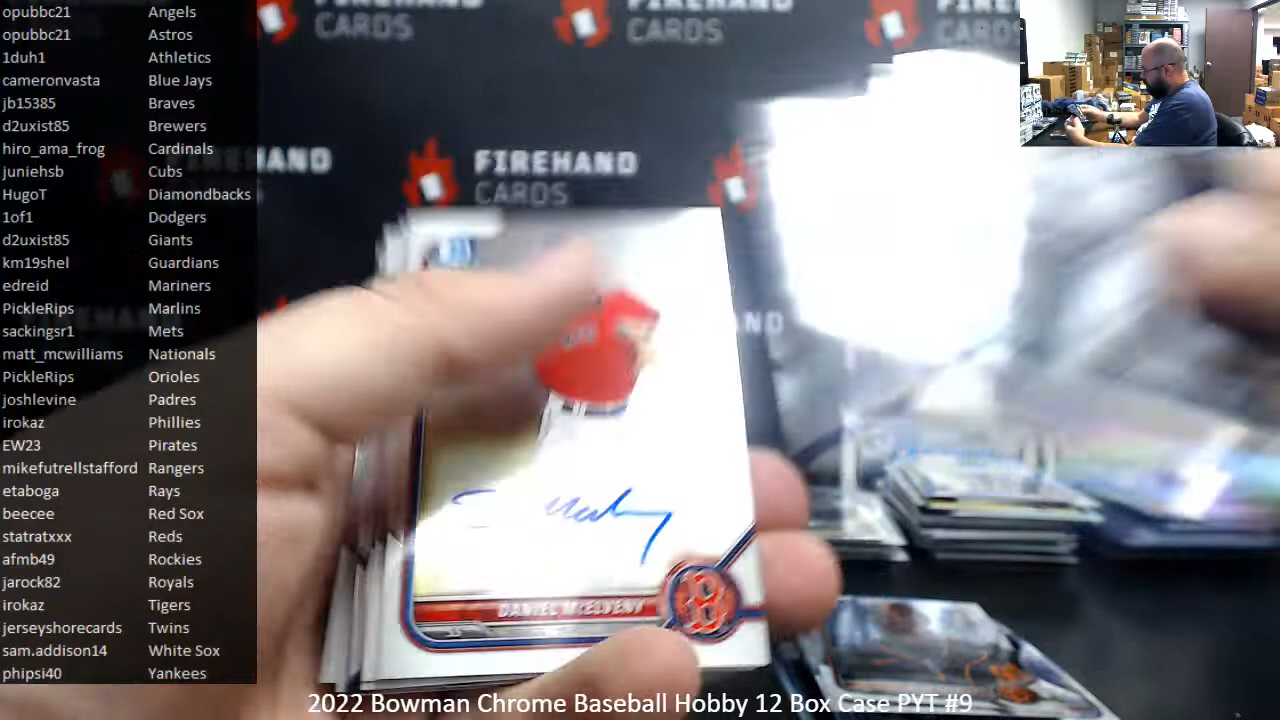 opubbc21 Angels
opubbc21 Astros
1duh1 Athletics
cameronvasta Blue Jays
jb15385 Braves
d2uxist85 Brewers
hiro_ama_frog Cardinals
juniehsb Cubs
HugoT Diamondbacks
1of1 Dodgers
d2uxist85 Giants
km19shel Guardians
edreid Mariners
PickleRips Marlins
sackingsr1 Mets
matt_mcwilliams Nationals
PickleRips Orioles
joshlevine Padres
irokaz Phillies
EW23 Pirates
mikefutrellstafford Rangers
etaboga Rays
beecee Red Sox
statratxxx Reds
afmb49 Rockies
jarock82 Royals
irokaz Tigers
jerseyshorecards Twins
sam.addison14 White Sox
phipsi40 Yankees
CARDS
CARDS
CARDS
FIREHAND
CARDS
DANIEL McELVENY
2022 Bowman Chrome Baseball Hobby 12 Box Case PYT #9